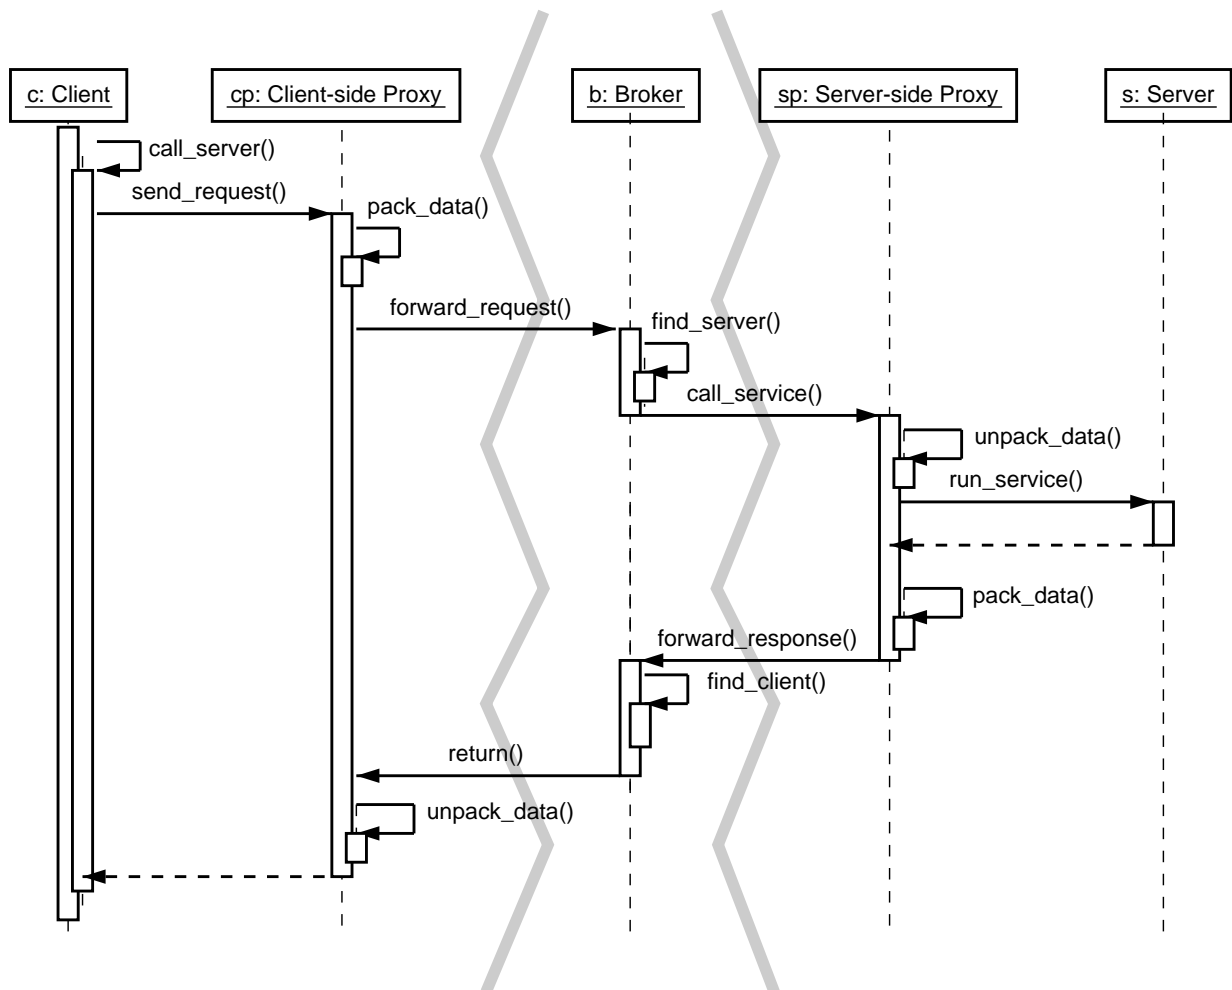 c: Client
cp: Client-side Proxy
b: Broker
sp: Server-side Proxy
s: Server
call_server()
send_request()
pack_data()
forward_request()
find_server()
call_service()
unpack_data()
run_service()
pack_data()
forward_response()
find_client()
return()
unpack_data()